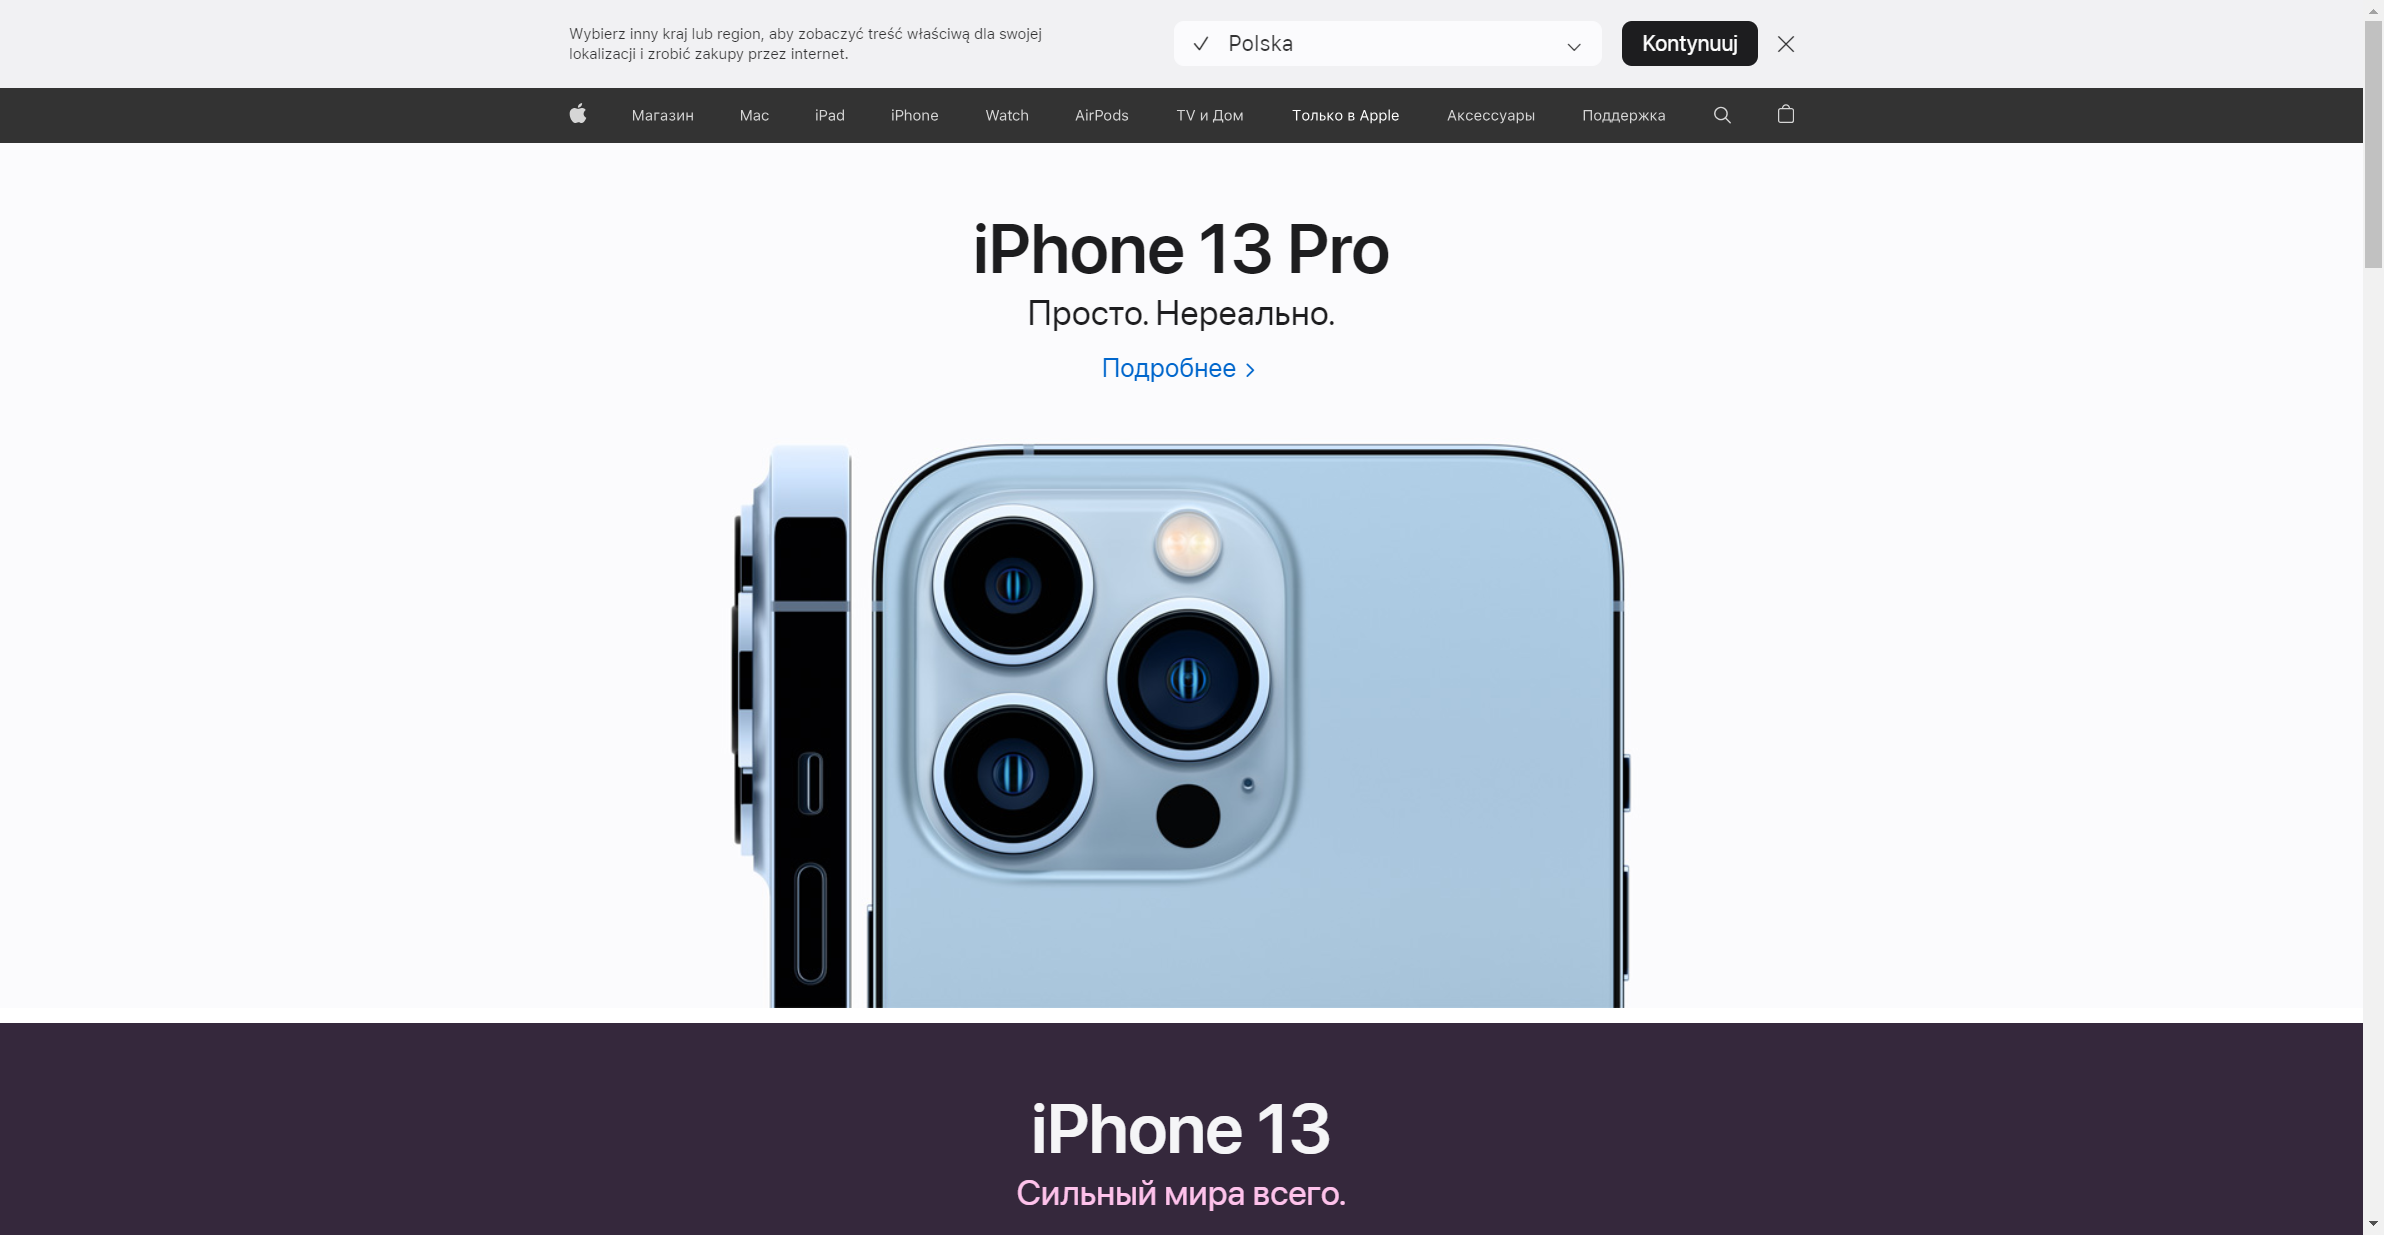 Wybierz inny kraj lub region, aby zobaczyć treść właściwą dla swojej
lokalizacji i zrobić zakupy przez internet.
Polska
Kontynuuj
Магазин Mac iPad iPhone Watch AirPods TV и Дом Только в Apple Аксессуары Поддержка
iPhone 13 Pro
Просто. Нереально.
Подробнее
iPhone 13
Сильный мира всего.